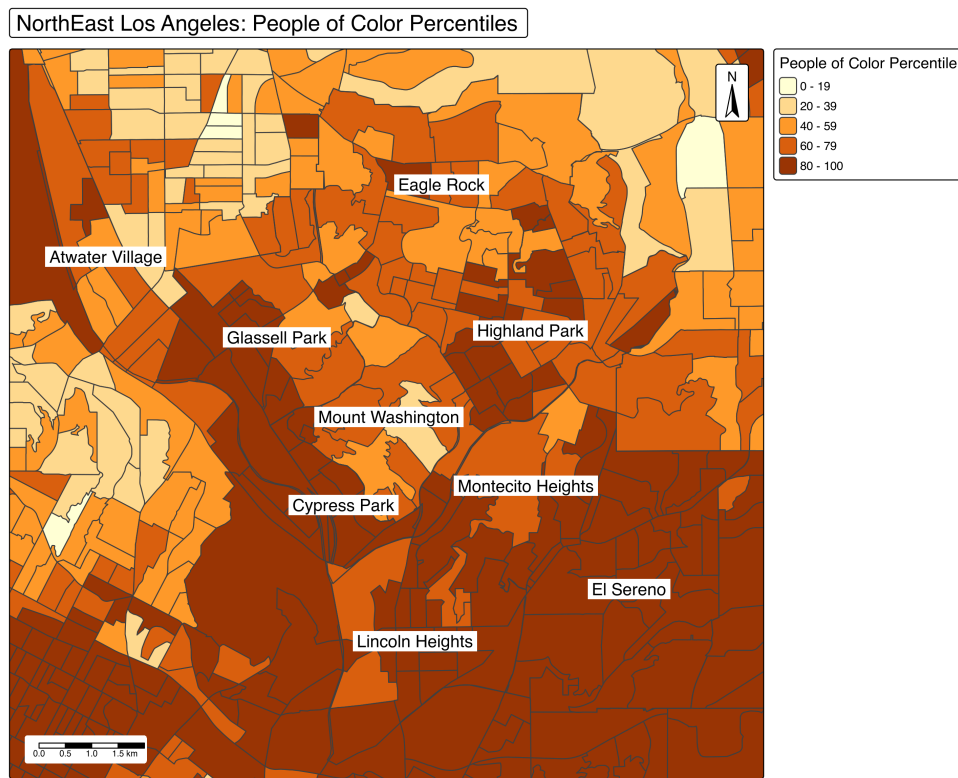 NorthEast Los Angeles: People of Color Percentiles
People of Color Percentile
0 - 19
20 - 39
40 - 59
60 - 79
80 - 100
N
Eagle Rock
Atwater Village
Glassell Park
Highland Park
Mount Washington
Montecito Heights
Cypress Park
El Sereno
Lincoln Heights
0.0 0.5 1.0 1.5 km